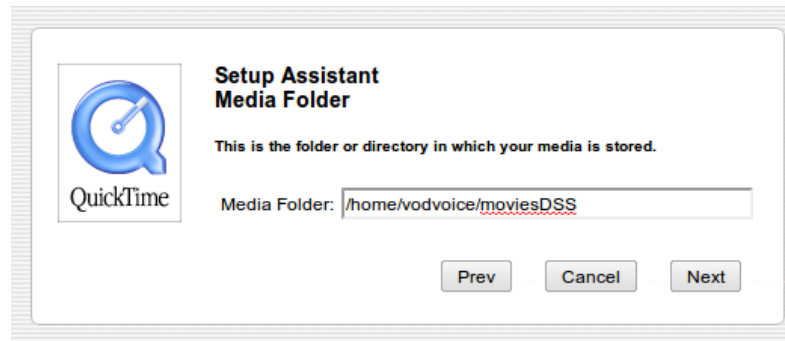 Setup Assistant
Media Folder
This is the folder or directory in which your media is stored.
QuickTime
Media Folder: /home/vodvoice/moviesDSS
Prev Cancel Next